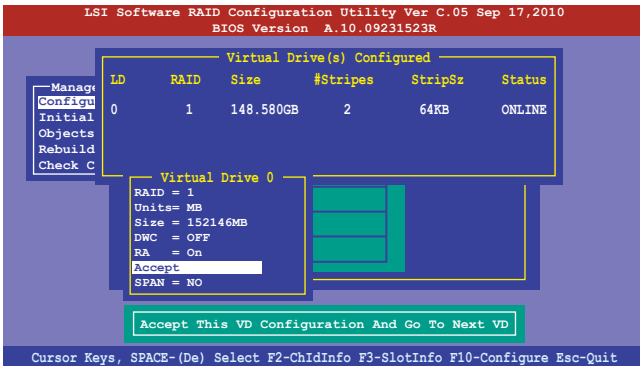 LSI Software RAID Configuration Utility Ver C.05 Sep 17,2010
BIOS Version A.10.09231523R
Virtual Drive(s) Configured
LD RAID Size #Stripes StripSz Status
0 1 148.580GB 2 64KB ONLINE
Manage
Configu
Initial
Objects
Rebuild
Check C
Virtual Drive 0
RAID = 1
Units= MB
Size = 152146MB
DWC = OFF
RA = On
Accept
SPAN = NO
Accept This VD Configuration And Go To Next VD
Cursor Keys, SPACE-(De) Select F2-ChIdInfo F3-SlotInfo F10-Configure Esc-Quit